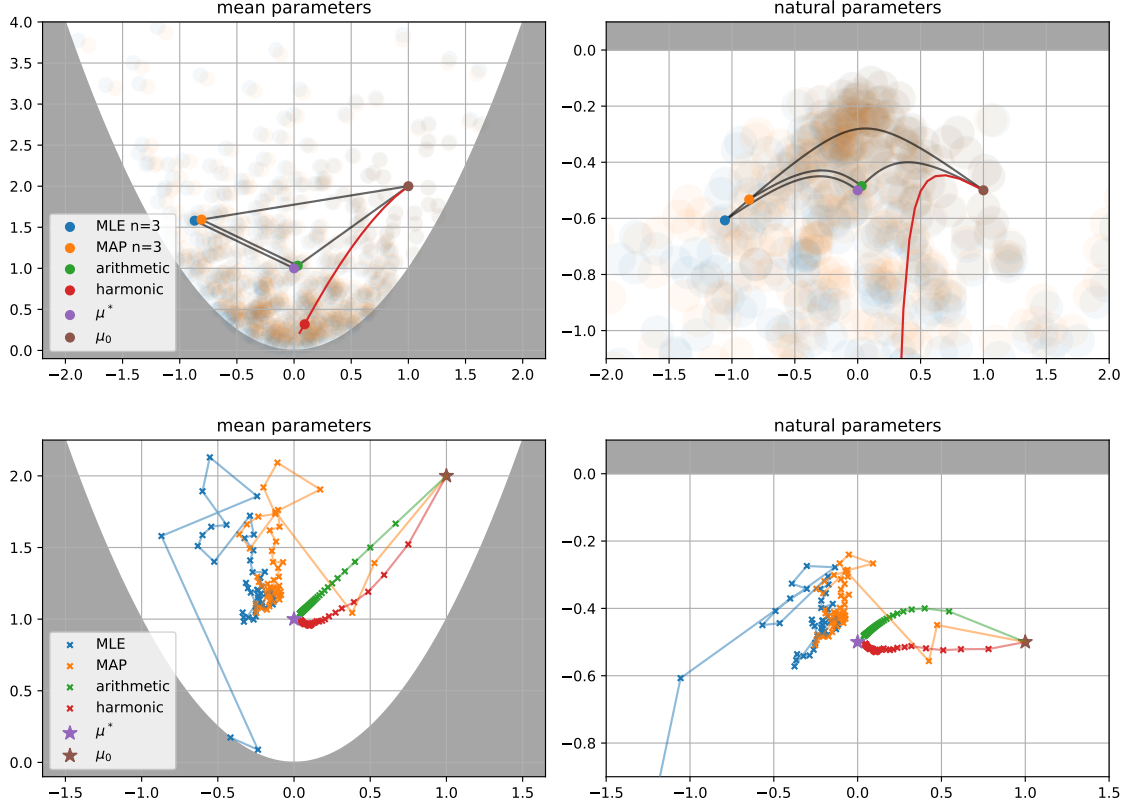 mean parameters
4.0
3.5
3.0
2.5
2.0
1.5
1.0
0.5
0.0
MLE n=3
MAP n=3
arithmetic
harmonic
μ*
μ₀
−2.0 −1.5 −1.0 −0.5 0.0 0.5 1.0 1.5 2.0
natural parameters
0.0
−0.2
−0.4
−0.6
−0.8
−1.0
−2.0 −1.5 −1.0 −0.5 0.0 0.5 1.0 1.5 2.0
mean parameters
2.0
1.5
1.0
0.5
0.0
MLE
MAP
arithmetic
harmonic
μ*
μ₀
−1.5 −1.0 −0.5 0.0 0.5 1.0 1.5
natural parameters
0.0
−0.2
−0.4
−0.6
−0.8
−1.5 −1.0 −0.5 0.0 0.5 1.0 1.5